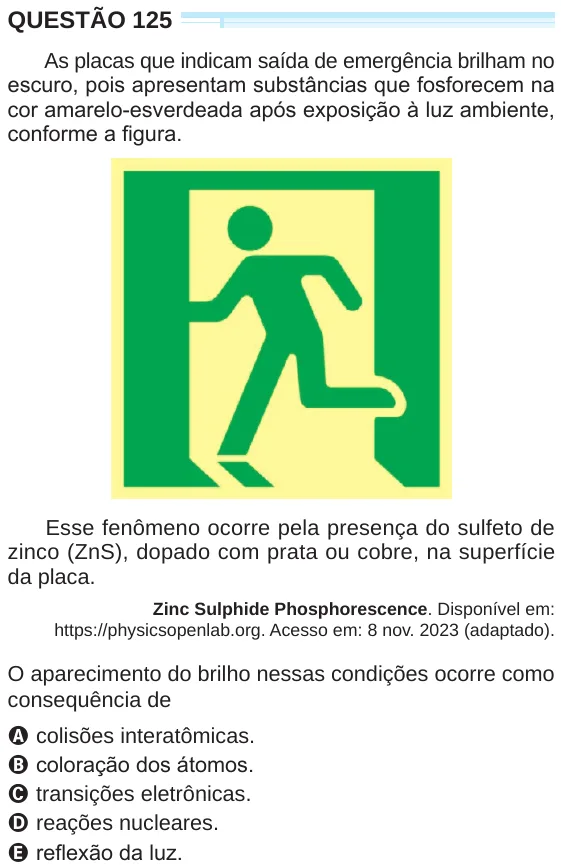 QUESTÃO 125
As placas que indicam saída de emergência brilham no
escuro, pois apresentam substâncias que fosforecem na
cor amarelo-esverdeada após exposição à luz ambiente,
conforme a figura.
Esse fenômeno ocorre pela presença do sulfeto de
zinco (ZnS), dopado com prata ou cobre, na superfície
da placa.
Zinc Sulphide Phosphorescence. Disponível em:
https://physicsopenlab.org. Acesso em: 8 nov. 2023 (adaptado).
O aparecimento do brilho nessas condições ocorre como
consequência de
A colisões interatômicas.
B coloração dos átomos.
C transições eletrônicas.
D reações nucleares.
E reflexão da luz.